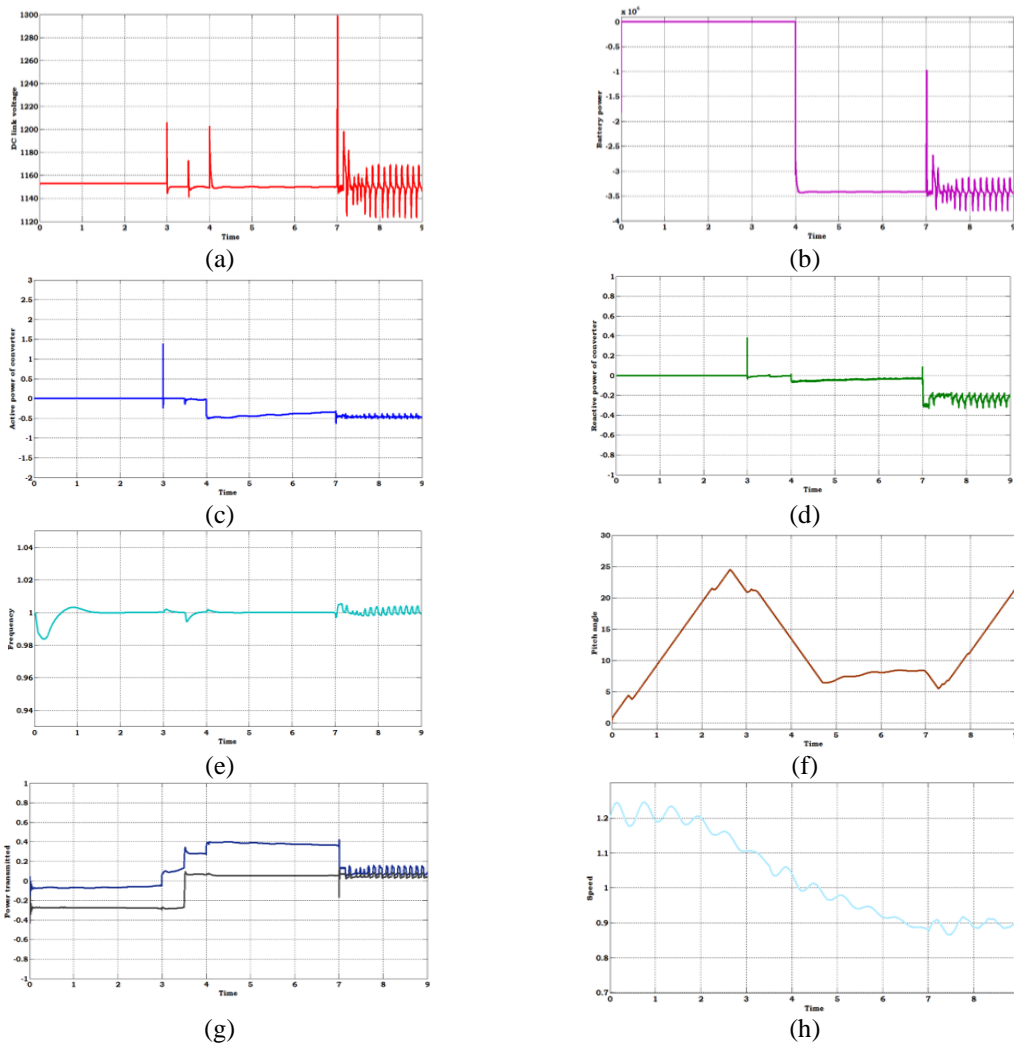 1300
1280
1260
1240
1220
1200
1180
1160
1140
1120
DC link voltage
0 1 2 3 4 5 6 7 8 9
Time
(a)
x 10⁶
0
-0.5
-1
-1.5
-2
-2.5
-3
-3.5
-4
Battery power
0 1 2 3 4 5 6 7 8 9
Time
(b)
3
2.5
2
1.5
1
0.5
0
-0.5
-1
-1.5
-2
Active power of converter
0 1 2 3 4 5 6 7 8 9
Time
(c)
1
0.8
0.6
0.4
0.2
0
-0.2
-0.4
-0.6
-0.8
-1
Reactive power of converter
0 1 2 3 4 5 6 7 8 9
Time
(d)
1.04
1.02
1
0.98
0.96
0.94
Frequency
0 1 2 3 4 5 6 7 8 9
Time
(e)
30
25
20
15
10
5
0
Pitch angle
0 1 2 3 4 5 6 7 8 9
Time
(f)
1
0.8
0.6
0.4
0.2
0
-0.2
-0.4
-0.6
-0.8
-1
Power transmitted
0 1 2 3 4 5 6 7 8 9
Time
(g)
1.2
1.1
1
0.9
0.8
0.7
Speed
0 1 2 3 4 5 6 7 8
Time
(h)